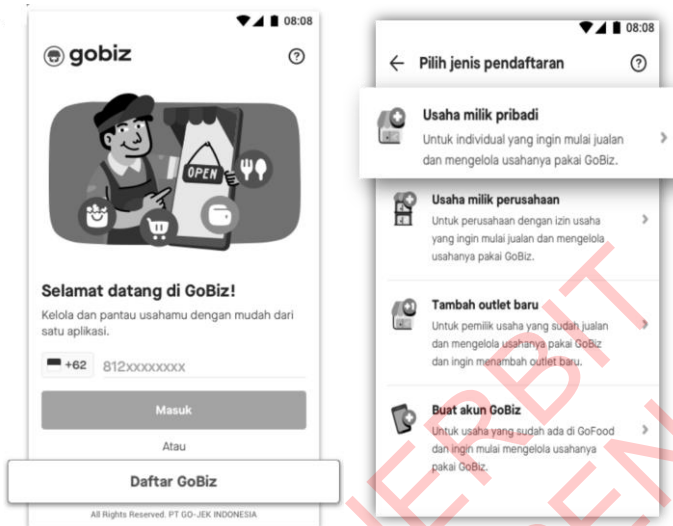 08:08
gobiz
?
OPEN
Selamat datang di GoBiz!
Kelola dan pantau usahamu dengan mudah dari
satu aplikasi.
+62 812xxxxxxxx
Masuk
Atau
Daftar GoBiz
All Rights Reserved. PT GO-JEK INDONESIA
08:08
Pilih jenis pendaftaran
?
Usaha milik pribadi
Untuk individual yang ingin mulai jualan
dan mengelola usahanya pakai GoBiz.
Usaha milik perusahaan
Untuk perusahaan dengan izin usaha
yang ingin mulai jualan dan mengelola
usahanya pakai GoBiz.
Tambah outlet baru
Untuk pemilik usaha yang sudah jualan
dan mengelola usahanya pakai GoBiz
dan ingin menambah outlet baru.
Buat akun GoBiz
Untuk usaha yang sudah ada di GoFood
dan ingin mulai mengelola usahanya
pakai GoBiz.